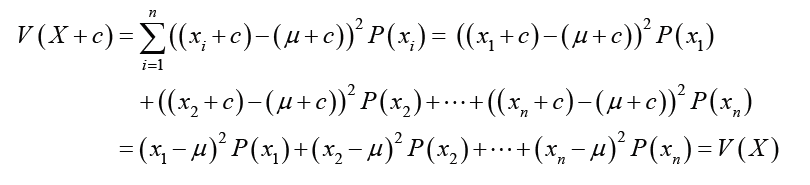 V(X+c) = \sum_{i=1}^{n} ((x_i+c)-(μ+c))^2 P(x_i) = ((x_1+c)-(μ+c))^2 P(x_1)
+((x_2+c)-(μ+c))^2 P(x_2)+⋯+((x_n+c)-(μ+c))^2 P(x_n)
=(x_1-μ)^2 P(x_1)+(x_2-μ)^2 P(x_2)+⋯+(x_n-μ)^2 P(x_n)=V(X)